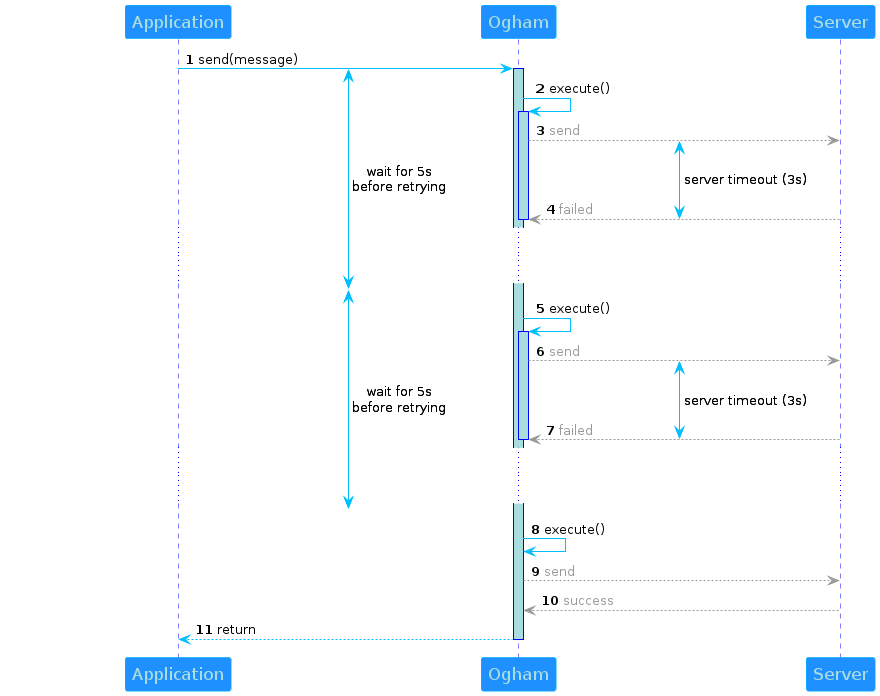 Application Ogham Server
1 send(message)
2 execute()
3 send
wait for 5s
before retrying
server timeout (3s)
4 failed
5 execute()
6 send
wait for 5s
before retrying
server timeout (3s)
7 failed
8 execute()
9 send
10 success
11 return
Application Ogham Server